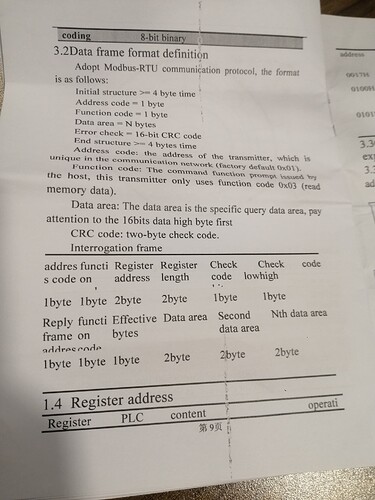 coding 8-bit binary
3.2Data frame format definition
Adopt Modbus-RTU communication protocol, the format
is as follows:
Initial structure >= 4 byte time
Address code = 1 byte
Function code = 1 byte
Data area = N bytes
Error check = 16-bit CRC code
End structure >= 4 bytes time
Address code: the address of the transmitter, which is
unique in the communication network (factory default 0x01).
Function code: The command function prompt issued by
the host, this transmitter only uses function code 0x03 (read
memory data).
Data area: The data area is the specific query data area, pay
attention to the 16bits data high byte first
CRC code: two-byte check code.
Interrogation frame
addres functi Register Register Check Check code
s code on address length code lowhigh
1byte 1byte 2byte 2byte 1byte 1byte
Reply functi Effective Data area Second Nth data area
frame on bytes data area
addres code
1byte 1byte 1byte 2byte 2byte 2byte
1.4 Register address
Register PLC content operati
第9页
address
0017H
0100H
3.3
3.
ad